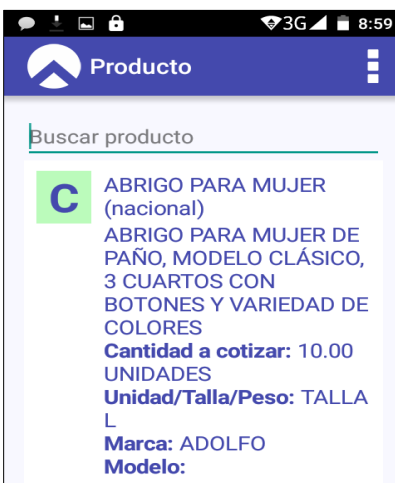 3G 8:59
Producto
Buscar producto
C
ABRIGO PARA MUJER
(nacional)
ABRIGO PARA MUJER DE
PAÑO, MODELO CLÁSICO,
3 CUARTOS CON
BOTONES Y VARIEDAD DE
COLORES
Cantidad a cotizar: 10.00
UNIDADES
Unidad/Talla/Peso: TALLA
L
Marca: ADOLFO
Modelo: